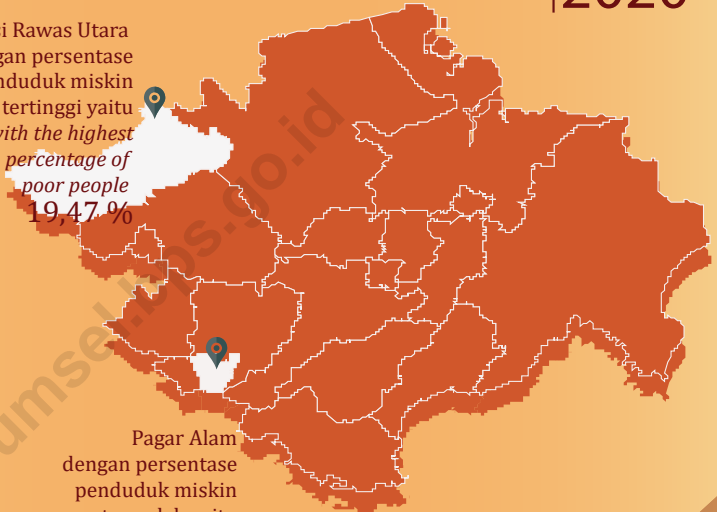 2020
si Rawas Utara
gan persentase
nduduk miskin
tertinggi yaitu
with the highest
percentage of
poor people
19,47 %
umsel.bps.go.id
Pagar Alam
dengan persentase
penduduk miskin